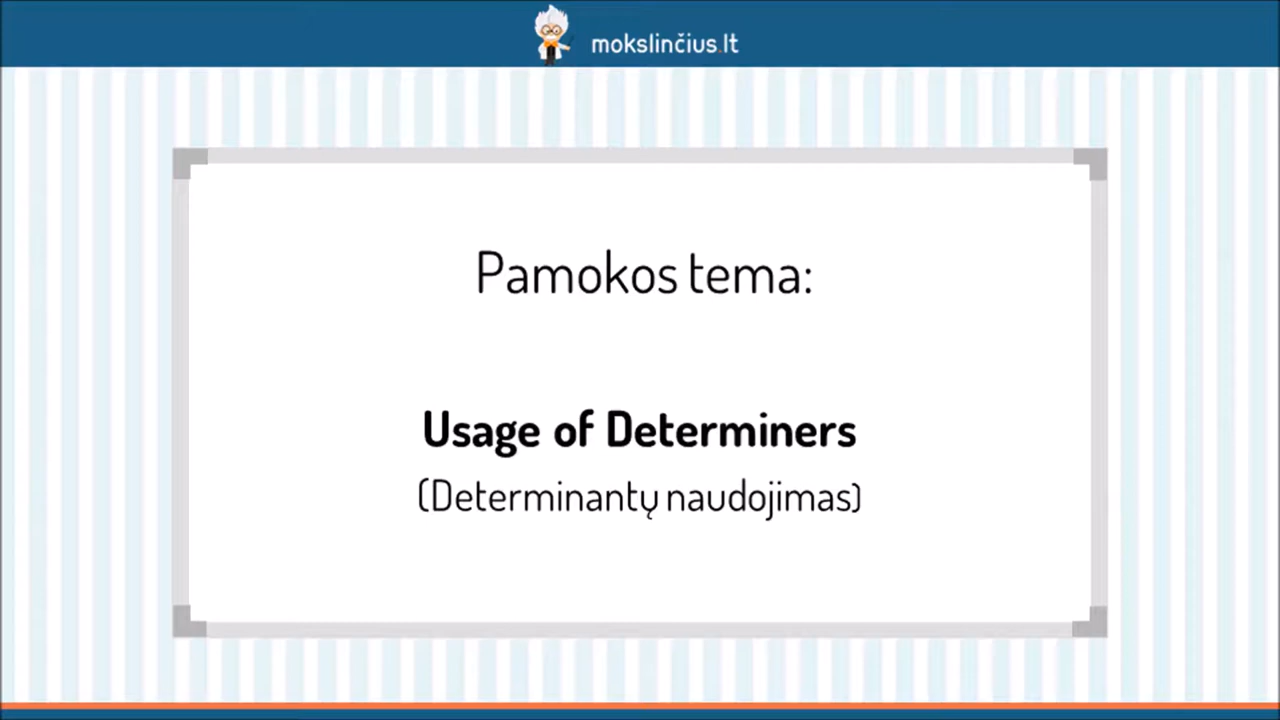 mokslinčius.lt
Pamokos tema:
Usage of Determiners
(Determinantų naudojimas)